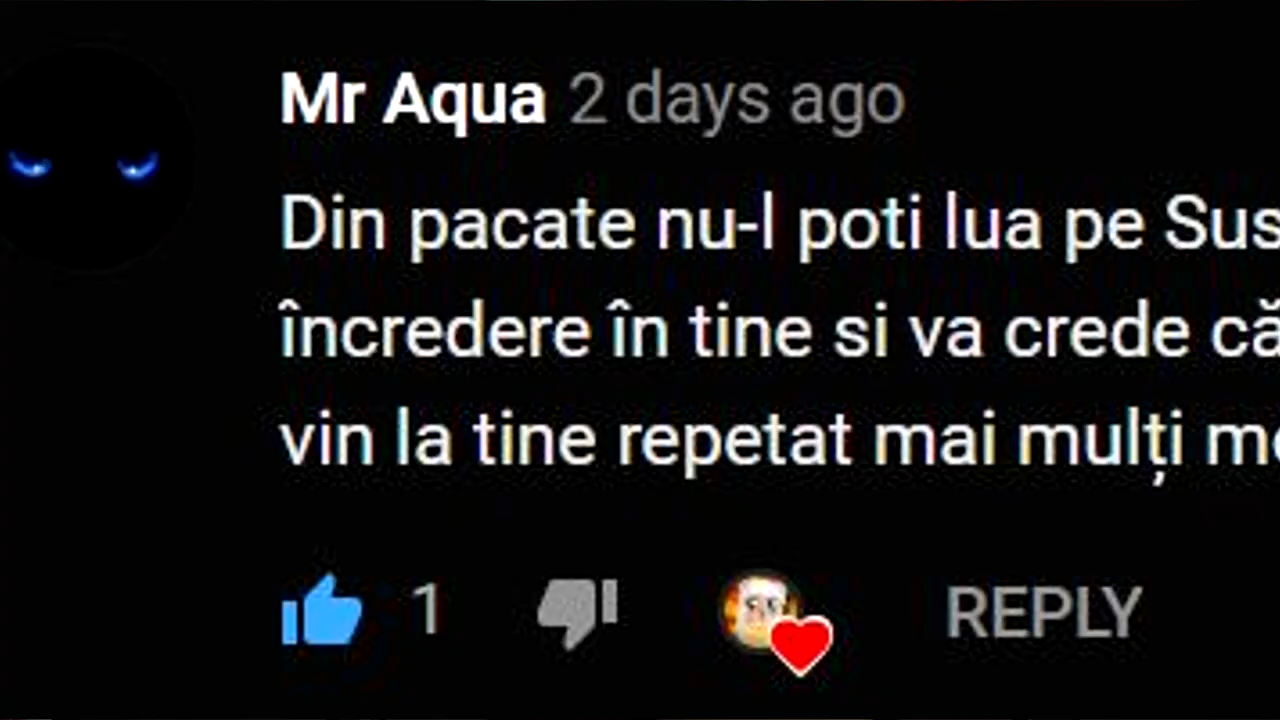 Mr Aqua 2 days ago
Din pacate nu-l poti lua pe Sus
încredere în tine si va crede că
vin la tine repetat mai mulți
1
REPLY